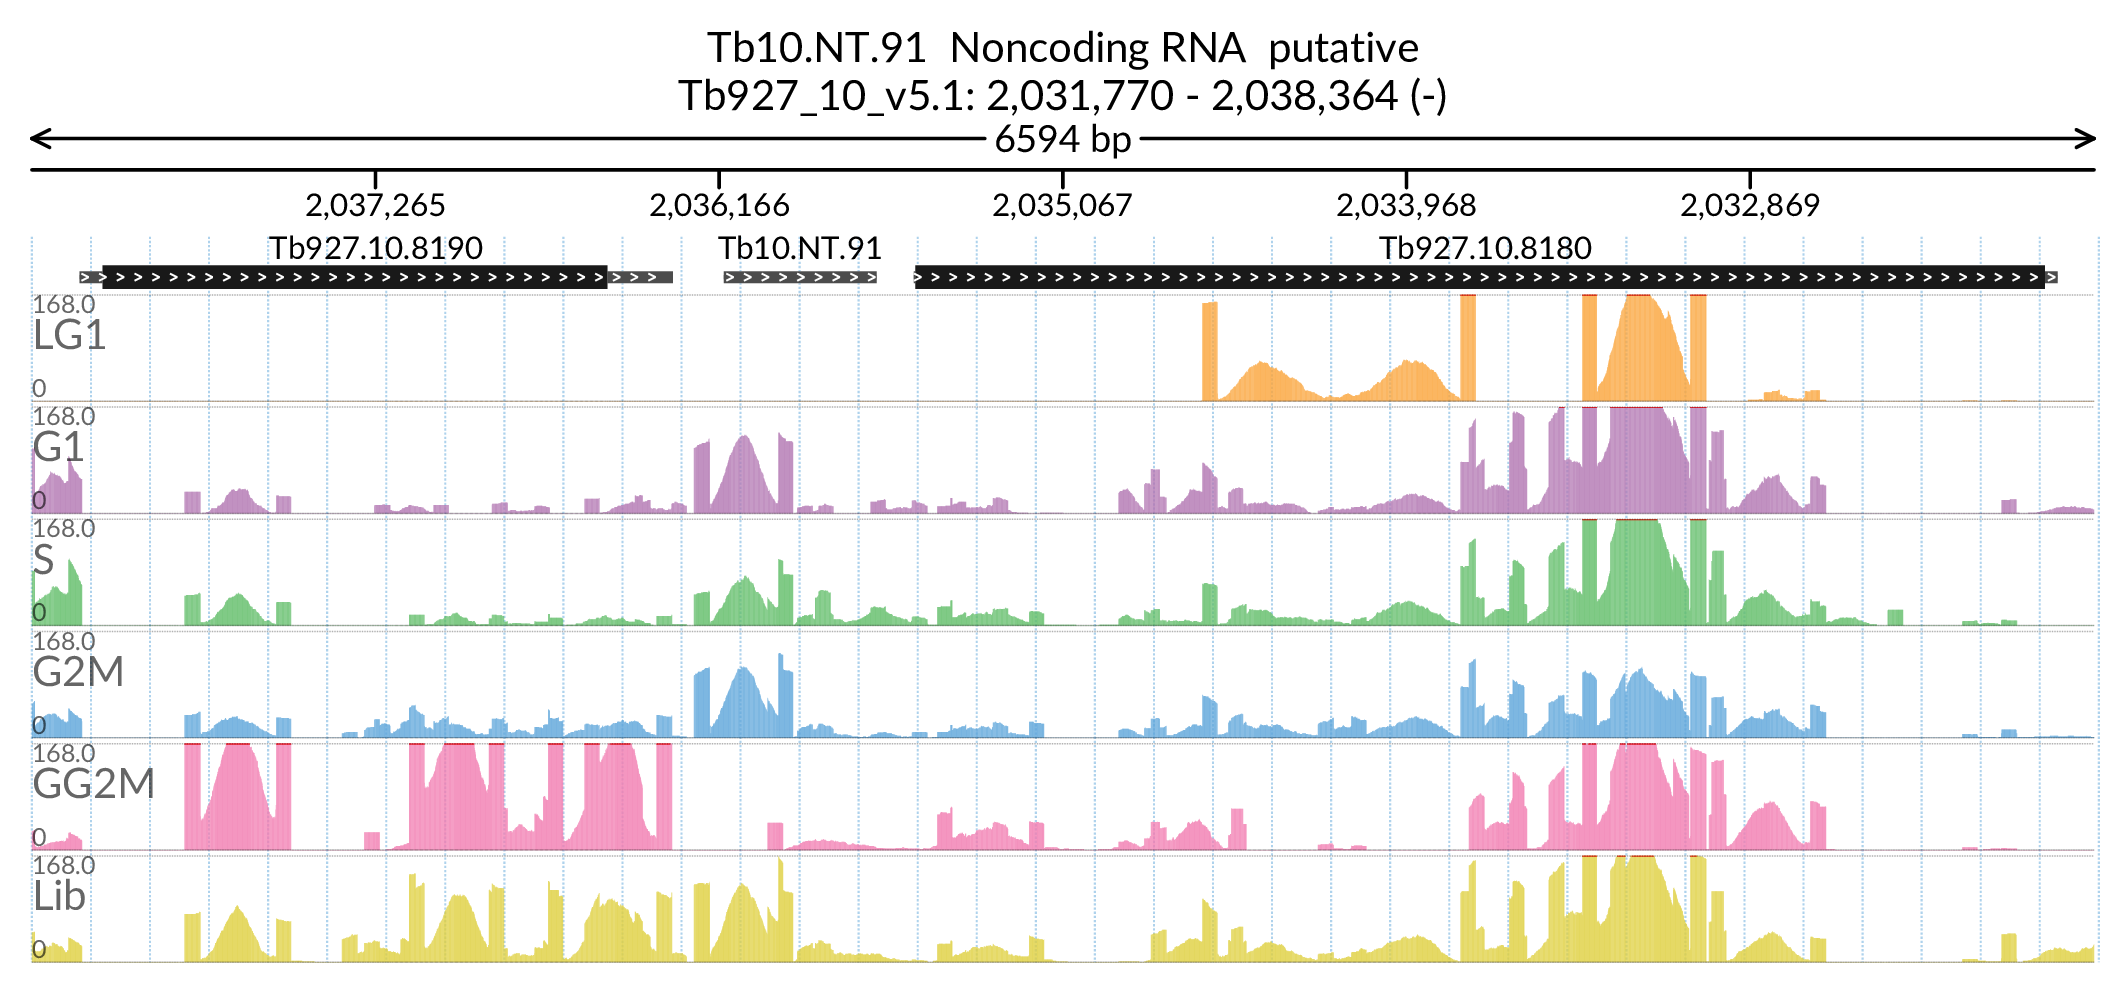 Tb10.NT.91 Noncoding RNA putative
Tb927_10_v5.1: 2,031,770 - 2,038,364 (-)
6594 bp
2,037,265 2,036,166 2,035,067 2,033,968 2,032,869
Tb927.10.8190 Tb10.NT.91 Tb927.10.8180
168.0
LG1
0
168.0
G1
0
168.0
S
0
168.0
G2M
0
168.0
GG2M
0
168.0
Lib
0